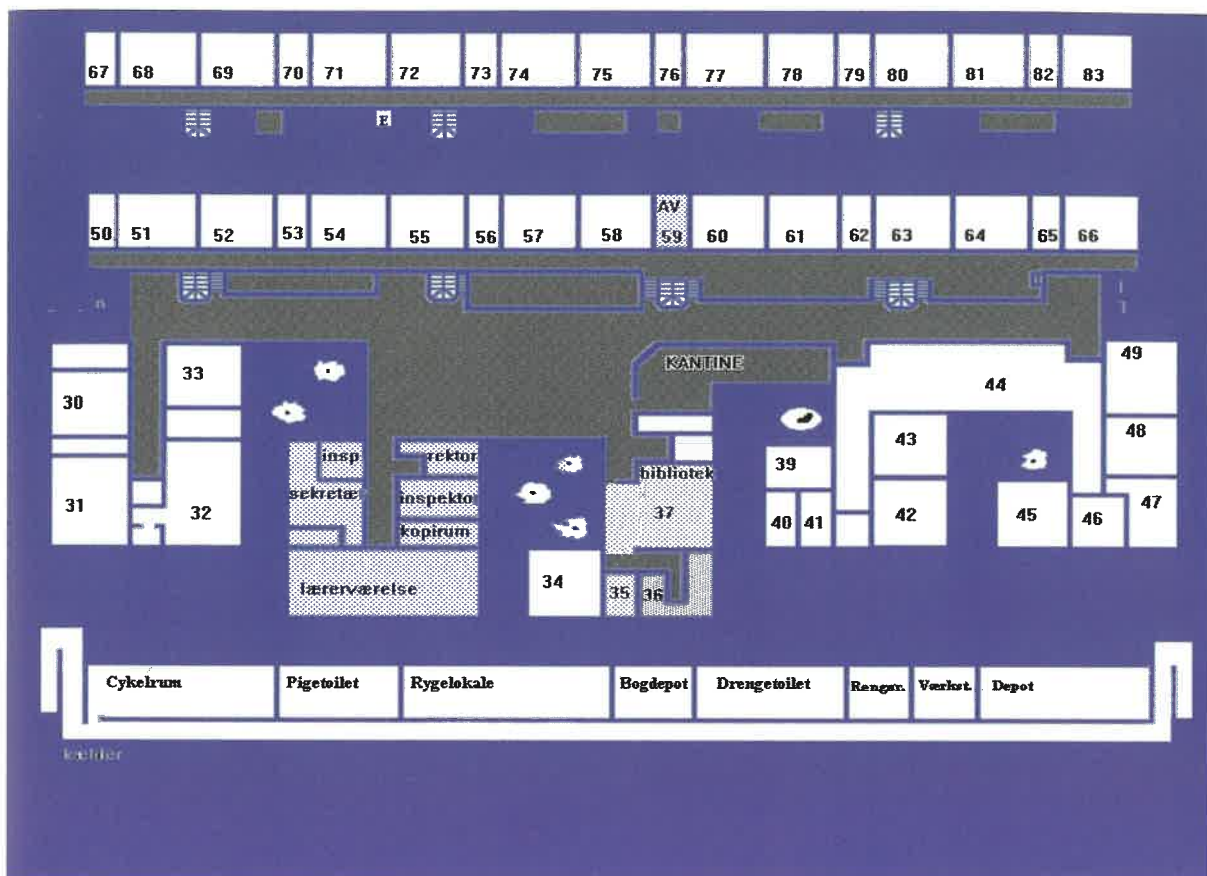 67 68 69 70 71 72 73 74 75 76 77 78 79 80 81 82 83
E
AV
50 51 52 53 54 55 56 57 58 59 60 61 62 63 64 65 66
n
KANTINE
33 44 49
30 43 48
insp rektor bibliotek 39
sekretær inspekto 37
31 32 40 41 42 45 46 47
kopirum
lærerværelse 34 35 36
Cykelrum Pigetoilet Rygelokale Bogdepot Drengetoilet Rengør. Værkst. Depot
kælder